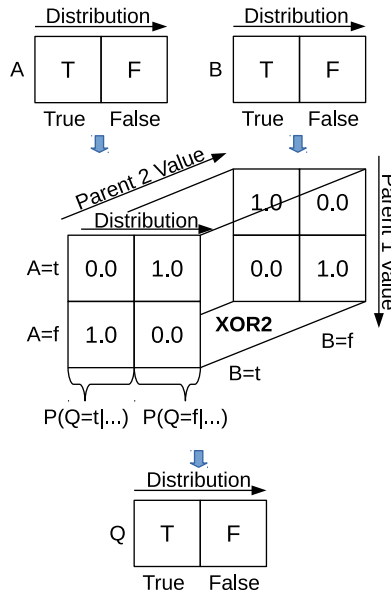 Distribution Distribution
A T F B T F
True False True False
Parent 2 Value
Parent 1 Value
Distribution
1.0 0.0
A=t 0.0 1.0 0.0 1.0
A=f 1.0 0.0 XOR2
B=f
B=t
P(Q=t|...) P(Q=f|...)
Distribution
Q T F
True False